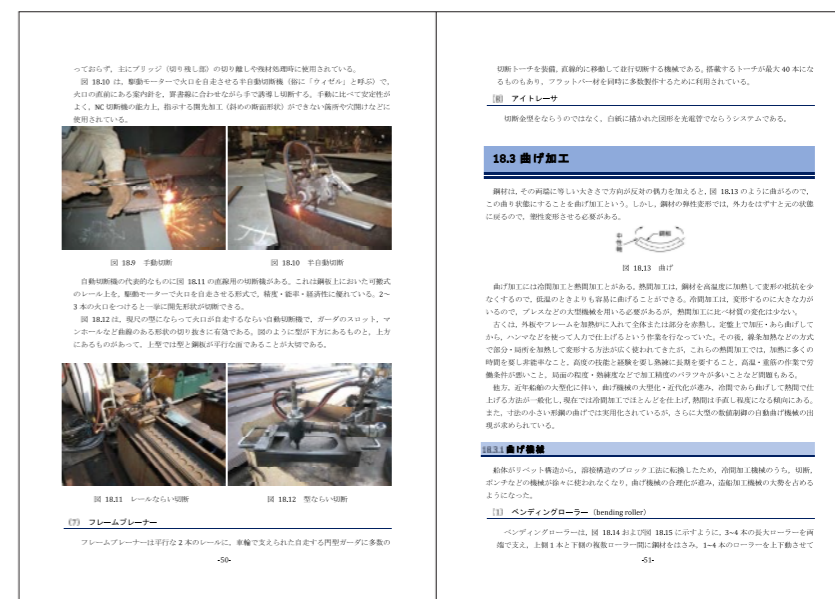 っておらず、主にブリッジ（切り残し部）の切り離しや残材処理時に使用されている。
図 18.10 は、駆動モーターで火口を自走させる半自動切断機（俗に「ウィゼル」と呼ぶ）で、
火口の直前にある案内針を、罫書線に合わせながら手で誘導し切断する。手動に比べて安定性が
よく、NC 切断機の能力上、指示する開先加工（斜めの断面形状）ができない箇所や穴開けなどに
使用されている。
図 18.9 手動切断
図 18.10 半自動切断
自動切断機の代表的なものに図 18.11 の直線用の切断機がある。これは鋼板上においた可搬式
のレール上を、駆動モーターで火口を自走させる形式で、精度・能率・経済性に優れている。2～
3 本の火口をつけると一挙に開先形状が切断できる。
図 18.12 は、現尺の型にならって火口が自走するならい自動切断機で、ガーダのスロット、マ
ンホールなど曲線のある形状の切り抜きに有効である。図のように型が下方にあるものと、上方
にあるものがあって、上型では型と鋼板が平行な面であることが大切である。
図 18.11 レールならい切断
図 18.12 型ならい切断
〔7〕 フレームプレーナー
フレームプレーナーは平行な 2 本のレールに、車輪で支えられた自走する門型ガーダに多数の
-50-
切断トーチを装備、直線的に移動して並行切断する機械である。搭載するトーチが最大 40 本にな
るものもあり、フラットバー材を同時に多数製作するために利用されている。
〔8〕 アイトレーサ
切断全型をならうのではなく、白紙に描かれた図形を光電管でならうシステムである。
18.3 曲げ加工
鋼材は、その両端に等しい大きさで方向が反対の偶力を加えると、図 18.13 のように曲がるので、
この曲り状態にすることを曲げ加工という。しかし、鋼材の弾性変形では、外力をはずすと元の状態
に戻るので、塑性変形させる必要がある。
中性軸
鋼板
図 18.13 曲げ
曲げ加工には冷間加工と熱間加工とがある。熱間加工は、鋼材を高温度に加熱して変形の抵抗を少
なくするので、低温のときよりも容易に曲げることができる。冷間加工は、変形するのに大きな力が
いるので、プレスなどの大型機械を用いる必要があるが、熱間加工に比べ材質の変化は少ない。
古くは、外板やフレームを加熱炉に入れて全体または部分を赤熱し、定盤上で加圧・あら曲げして
から、ハンマなどを使って人力で仕上げるという作業を行なっていた。その後、線条加熱などの方式
で部分・局所を加熱して変形する方法が広く使われてきたが、これらの熱間加工では、加熱に多くの
時間を要し非能率なこと、高度の技能と経験を要し熟練に長期を要すること、高温・重筋の作業で労
働条件が悪いこと、局面の程度・熟練度などで加工精度のバラツキが多いことなど問題もある。
他方、近年船舶の大型化に伴い、曲げ機械の大型化・近代化が進み、冷間であら曲げして熱間で仕
上げる方法が一般化し、現在では冷間加工でほとんどを仕上げ、熱間は手直し程度になる傾向にある。
また、寸法の小さい形鋼の曲げでは実用化されているが、さらに大型の数値制御の自動曲げ機械の出
現が求められている。
18.3.1 曲げ機械
船体がリベット構造から、溶接構造のブロック工法に転換したため、冷間加工機械のうち、切断、
ポンチなどの機械が徐々に使われなくなり、曲げ機械の合理化が進み、造船加工機械の大勢を占める
ようになった。
〔1〕 ベンディングローラー（bending roller）
ベンディングローラーは、図 18.14 および図 18.15 に示すように、3~4 本の長大ローラーを両
端で支え、上側 1 本と下側の複数ローラー間に鋼材をはさみ、1~4 本のローラーを上下動させて
-51-